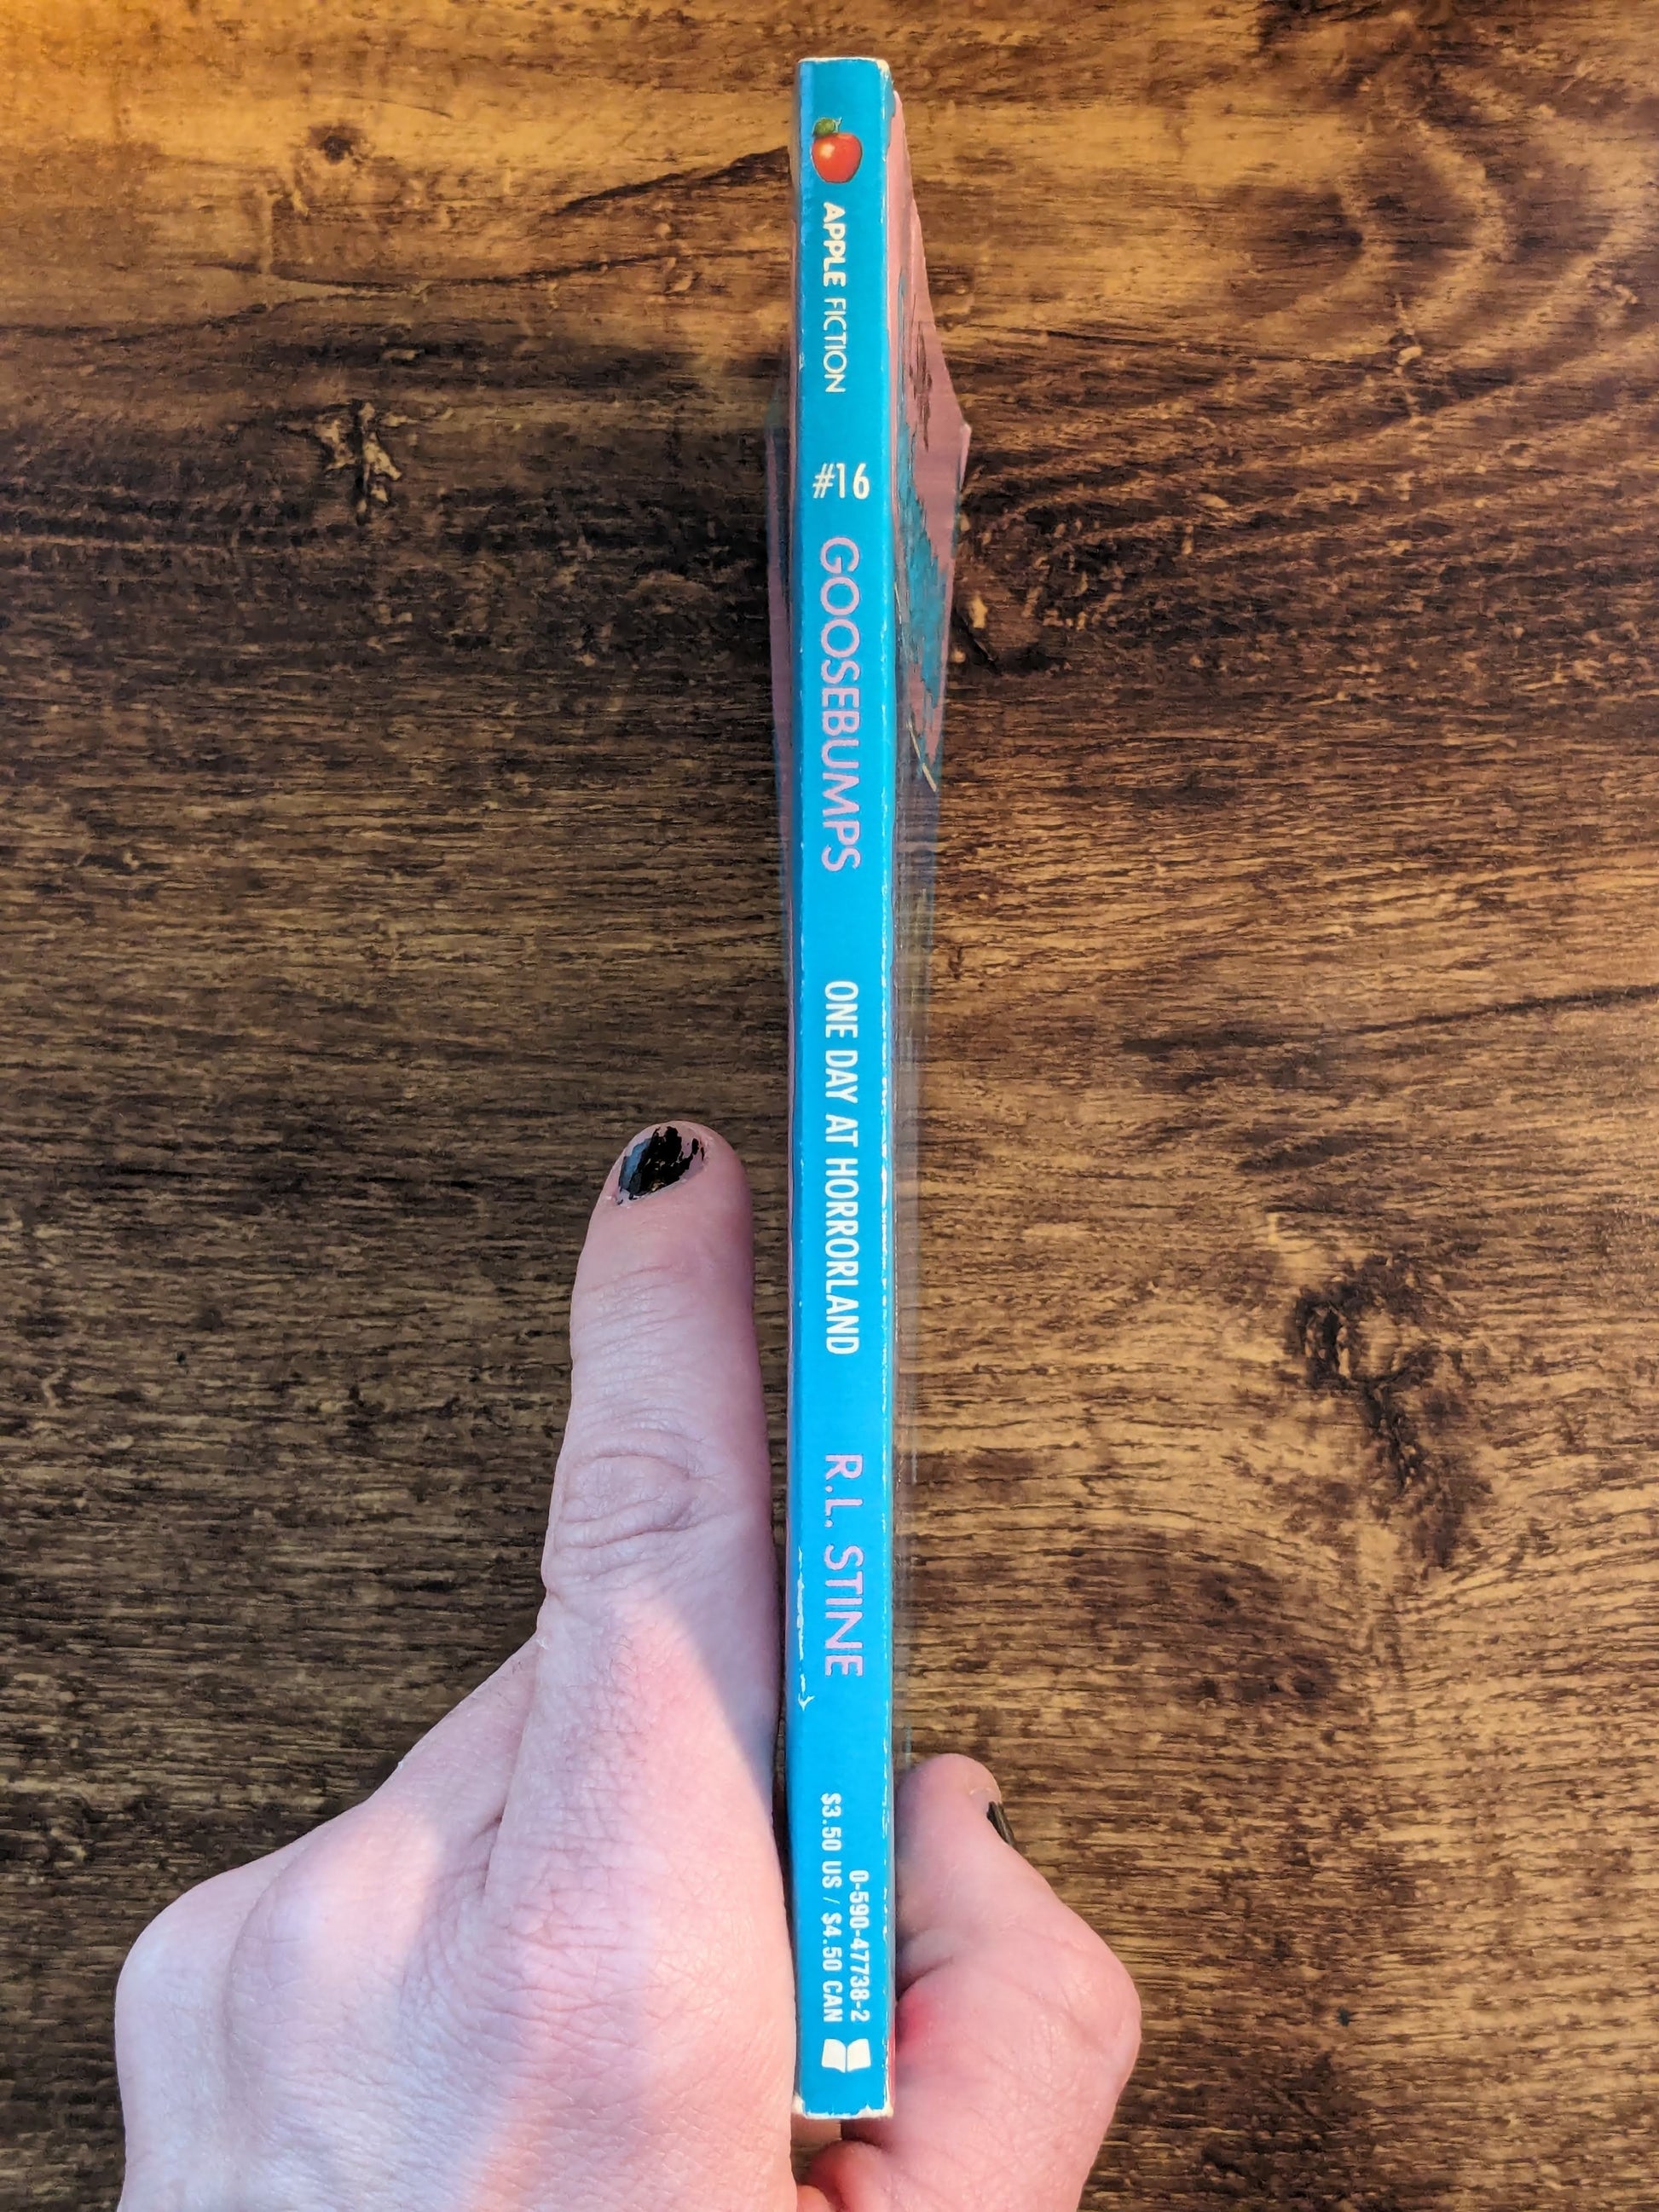 APPLE FICTION
#16
GOOSEBUMPS
ONE DAY AT HORRORLAND
R.L. STINE
0-590-47738-2
$3.50 US / $4.50 CAN